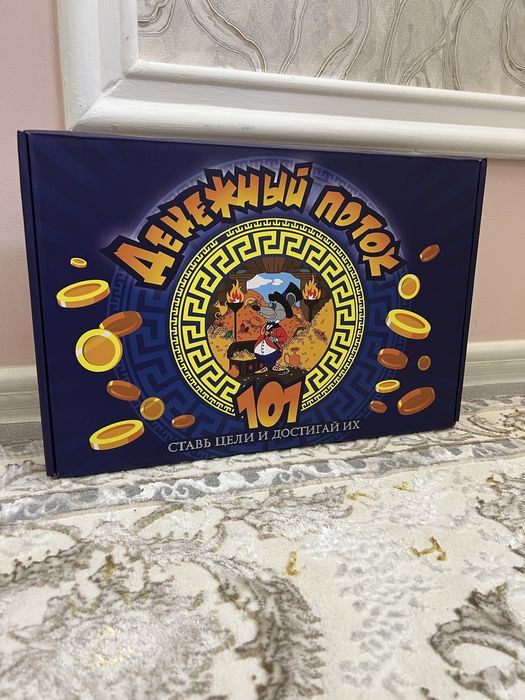 Денежный поток
101
СТАВЬ ЦЕЛИ И ДОСТИГАЙ ИХ